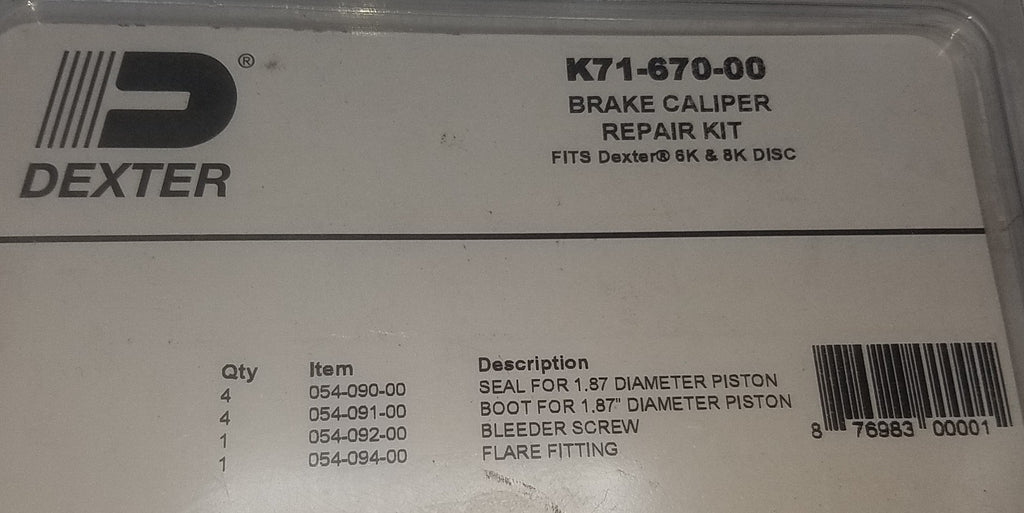 ®
DEXTER
K71-670-00
BRAKE CALIPER
REPAIR KIT
FITS Dexter® 6K & 8K DISC
Qty Item Description
4 054-090-00 SEAL FOR 1.87 DIAMETER PISTON
4 054-091-00 BOOT FOR 1.87" DIAMETER PISTON
1 054-092-00 BLEEDER SCREW
1 054-094-00 FLARE FITTING
8 76983 00001